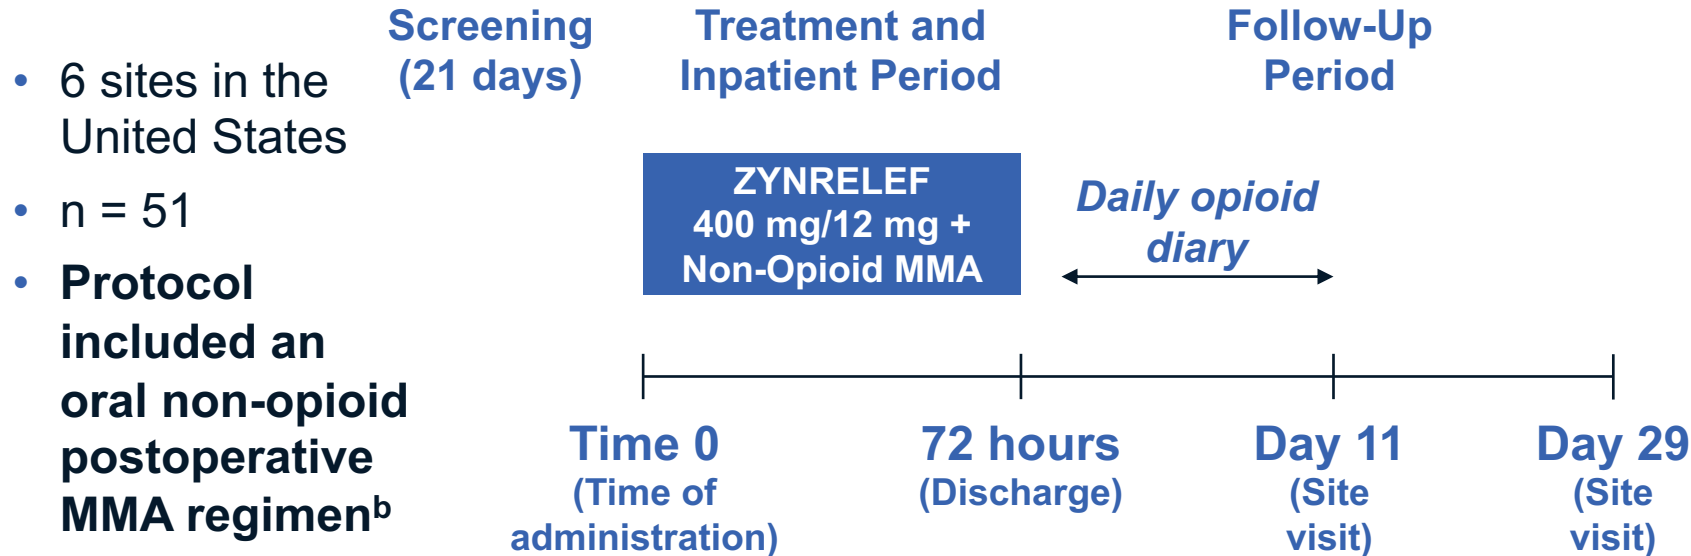 • 6 sites in the
United States
• n = 51
• Protocol
included an
oral non-opioid
postoperative
MMA regimenᵇ
Screening
(21 days)
Treatment and
Inpatient Period
Follow-Up
Period
ZYNRELEF
400 mg/12 mg +
Non-Opioid MMA
Daily opioid
diary
Time 0
(Time of
administration)
72 hours
(Discharge)
Day 11
(Site
visit)
Day 29
(Site
visit)